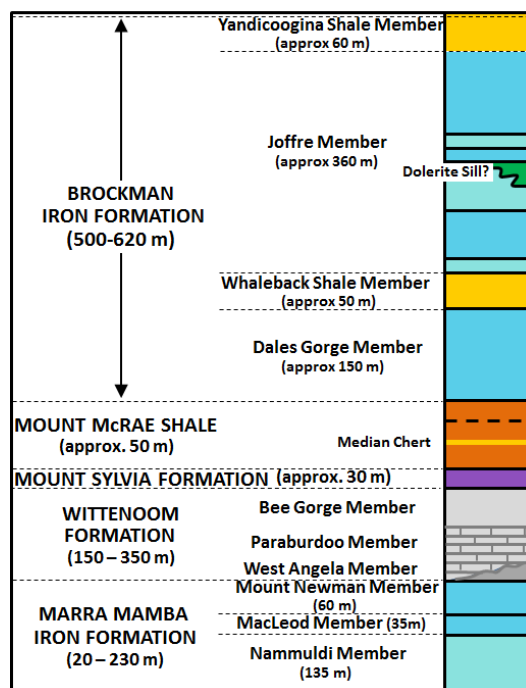 Yandicoogina Shale Member
(approx 60 m)
Joffre Member
(approx 360 m)
Dolerite Sill?
BROCKMAN
IRON FORMATION
(500-620 m)
Whaleback Shale Member
(approx 50 m)
Dales Gorge Member
(approx 150 m)
MOUNT McRAE SHALE
(approx. 50 m)
Median Chert
MOUNT SYLVIA FORMATION (approx. 30 m)
Bee Gorge Member
WITTENOOM
FORMATION
(150 – 350 m)
Paraburdoo Member
West Angela Member
Mount Newman Member
(60 m)
MARRA MAMBA
IRON FORMATION
(20 – 230 m)
MacLeod Member (35m)
Nammuldi Member
(135 m)